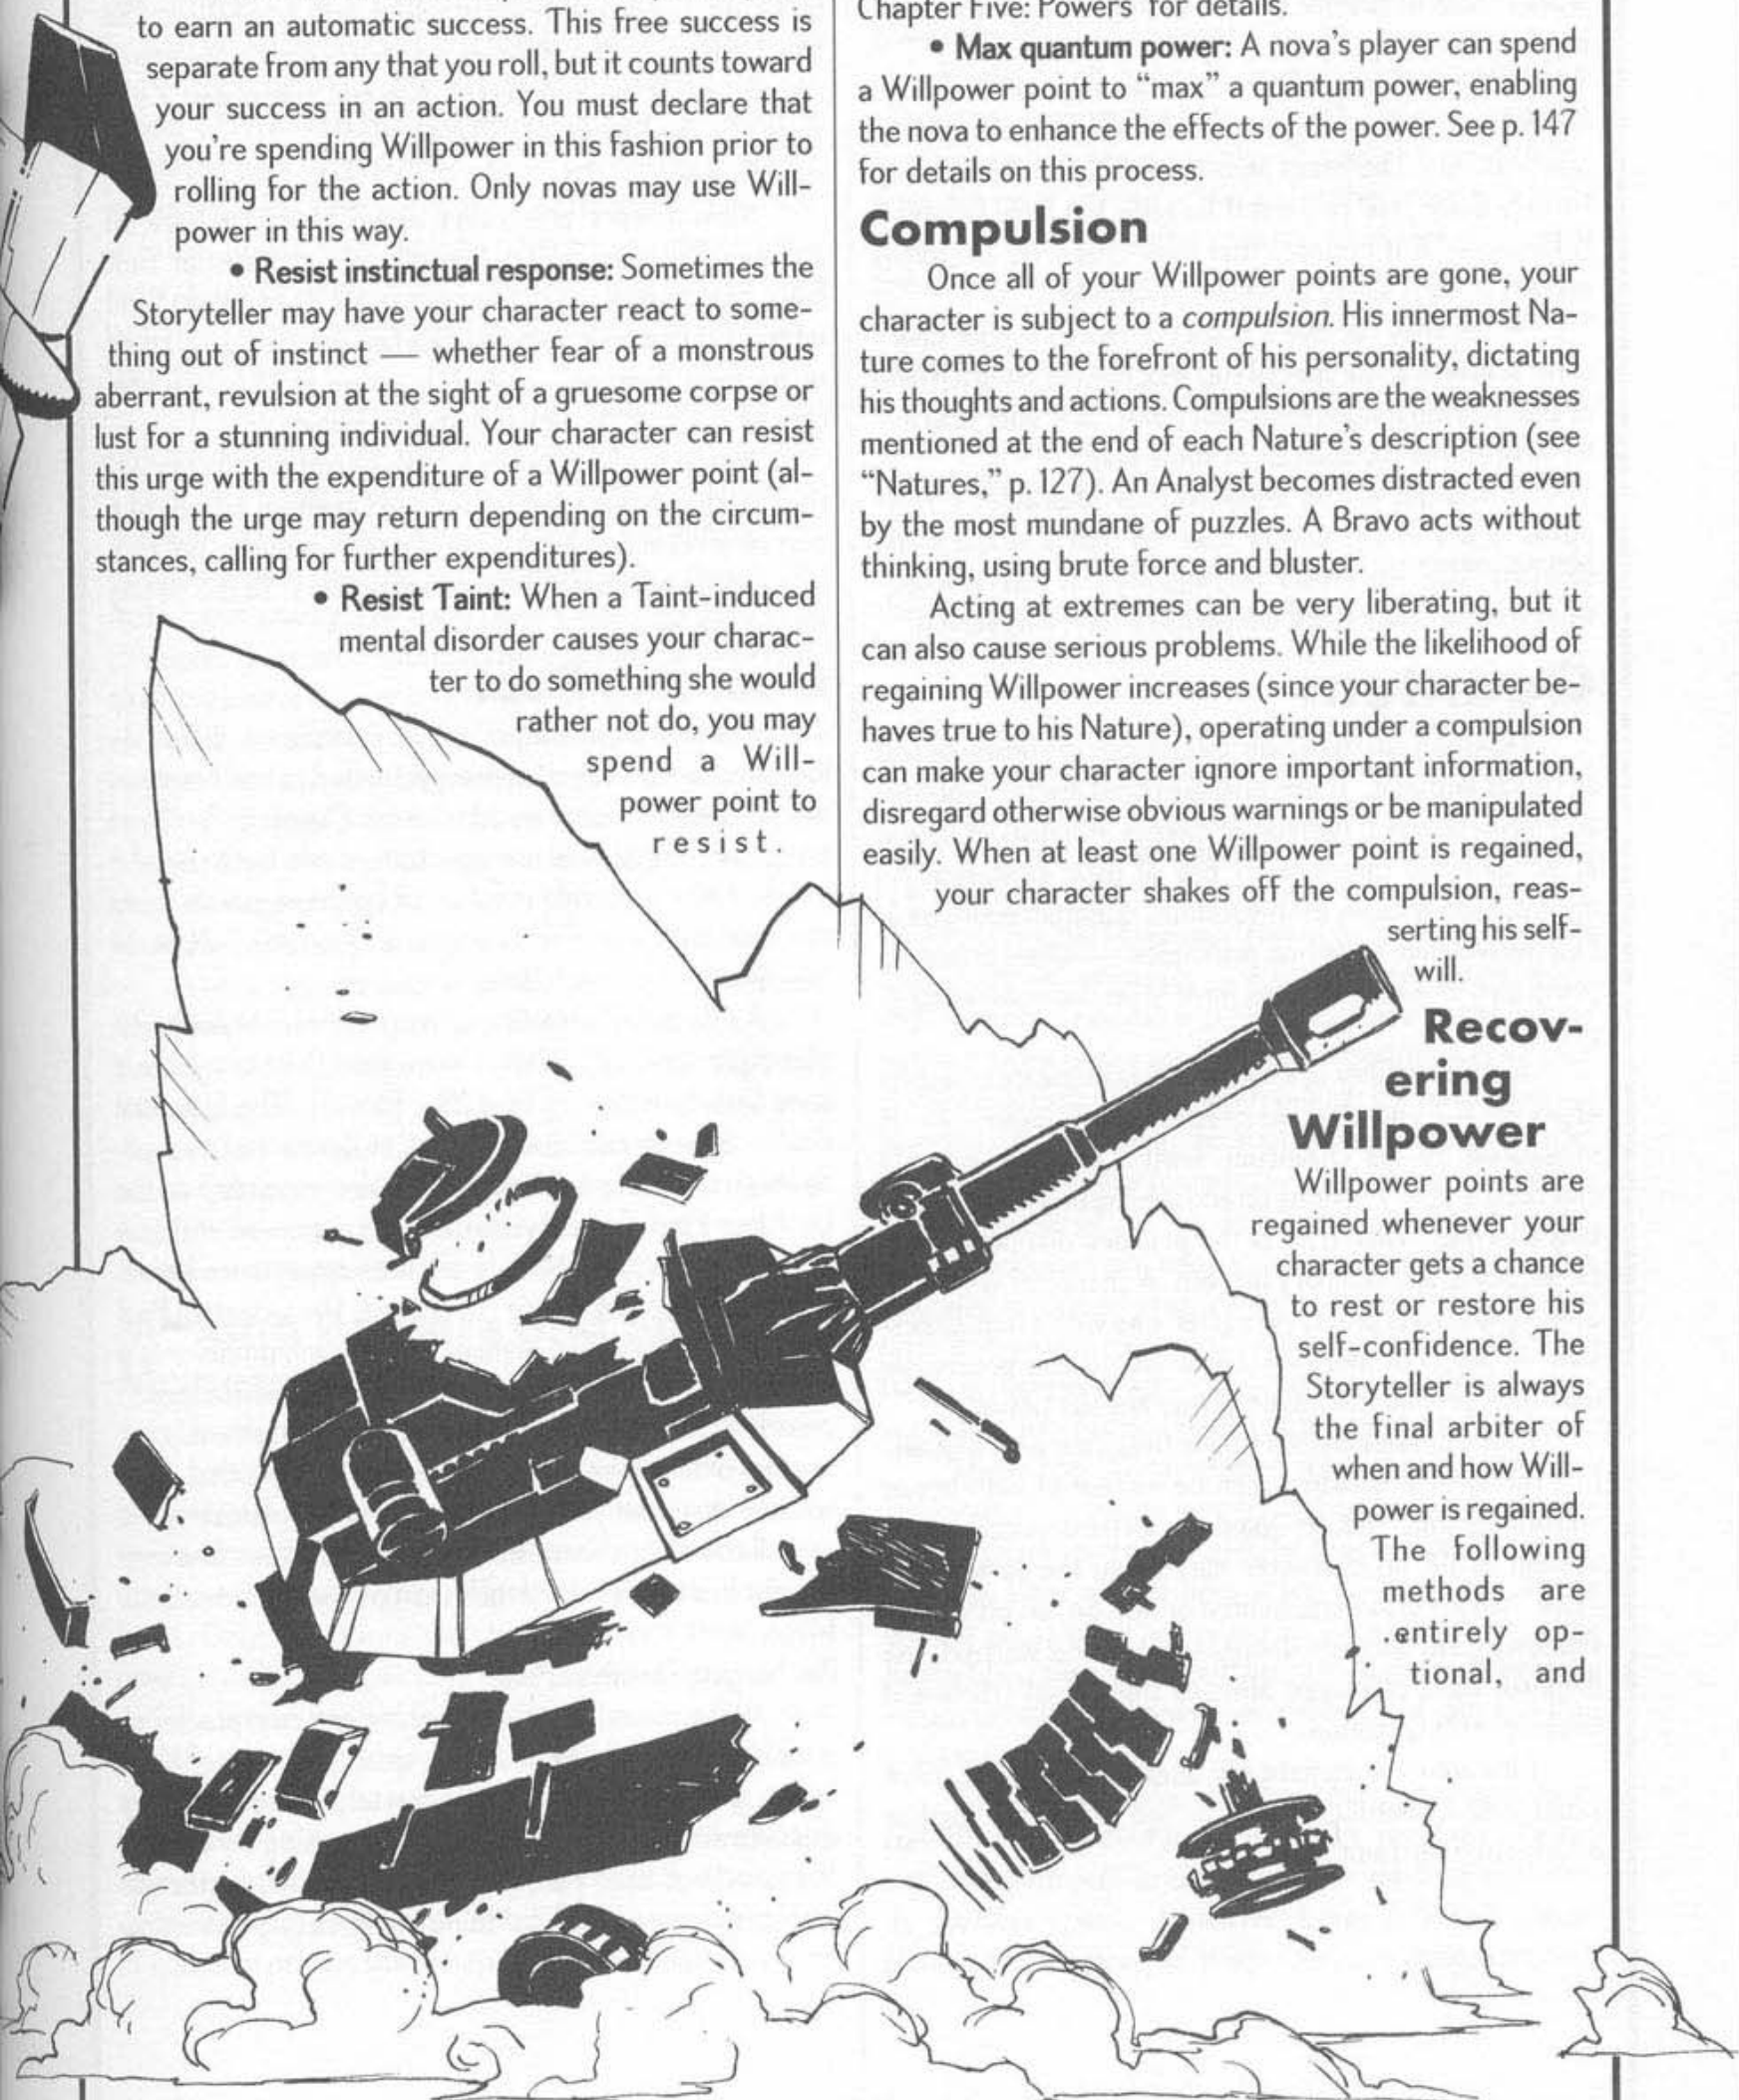 to earn an automatic success. This free success is
separate from any that you roll, but it counts toward
your success in an action. You must declare that
you're spending Willpower in this fashion prior to
rolling for the action. Only novas may use Will-
power in this way.
• Resist instinctual response: Sometimes the
Storyteller may have your character react to some-
thing out of instinct — whether fear of a monstrous
aberrant, revulsion at the sight of a gruesome corpse or
lust for a stunning individual. Your character can resist
this urge with the expenditure of a Willpower point (al-
though the urge may return depending on the circum-
stances, calling for further expenditures).
• Resist Taint: When a Taint-induced
mental disorder causes your charac-
ter to do something she would
rather not do, you may
spend a Will-
power point to
resist.
Chapter Five: Powers" for details.
• Max quantum power: A nova's player can spend
a Willpower point to "max" a quantum power, enabling
the nova to enhance the effects of the power. See p. 147
for details on this process.
Compulsion
Once all of your Willpower points are gone, your
character is subject to a compulsion. His innermost Na-
ture comes to the forefront of his personality, dictating
his thoughts and actions. Compulsions are the weaknesses
mentioned at the end of each Nature's description (see
"Natures," p. 127). An Analyst becomes distracted even
by the most mundane of puzzles. A Bravo acts without
thinking, using brute force and bluster.
Acting at extremes can be very liberating, but it
can also cause serious problems. While the likelihood of
regaining Willpower increases (since your character be-
haves true to his Nature), operating under a compulsion
can make your character ignore important information,
disregard otherwise obvious warnings or be manipulated
easily. When at least one Willpower point is regained,
your character shakes off the compulsion, reas-
serting his self-
will.
Recov-
ering
Willpower
Willpower points are
regained whenever your
character gets a chance
to rest or restore his
self-confidence. The
Storyteller is always
the final arbiter of
when and how Will-
power is regained.
The following
methods are
entirely op-
tional, and